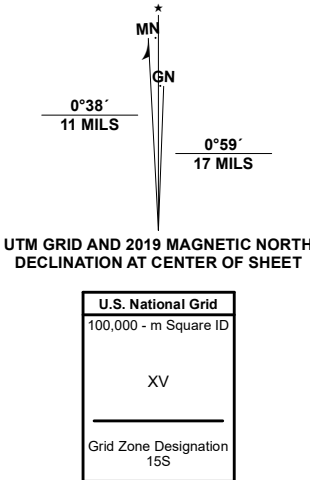 MN
GN
0°38´
11 MILS
0°59´
17 MILS
UTM GRID AND 2019 MAGNETIC NORTH
DECLINATION AT CENTER OF SHEET
U.S. National Grid
100,000 - m Square ID
XV
Grid Zone Designation
15S